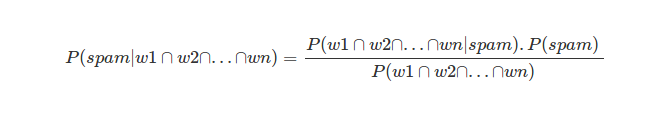 P(spam|w1 ∩ w2∩…∩wn) = P(w1 ∩ w2∩…∩wn|spam). P(spam) / P(w1 ∩ w2∩…∩wn)